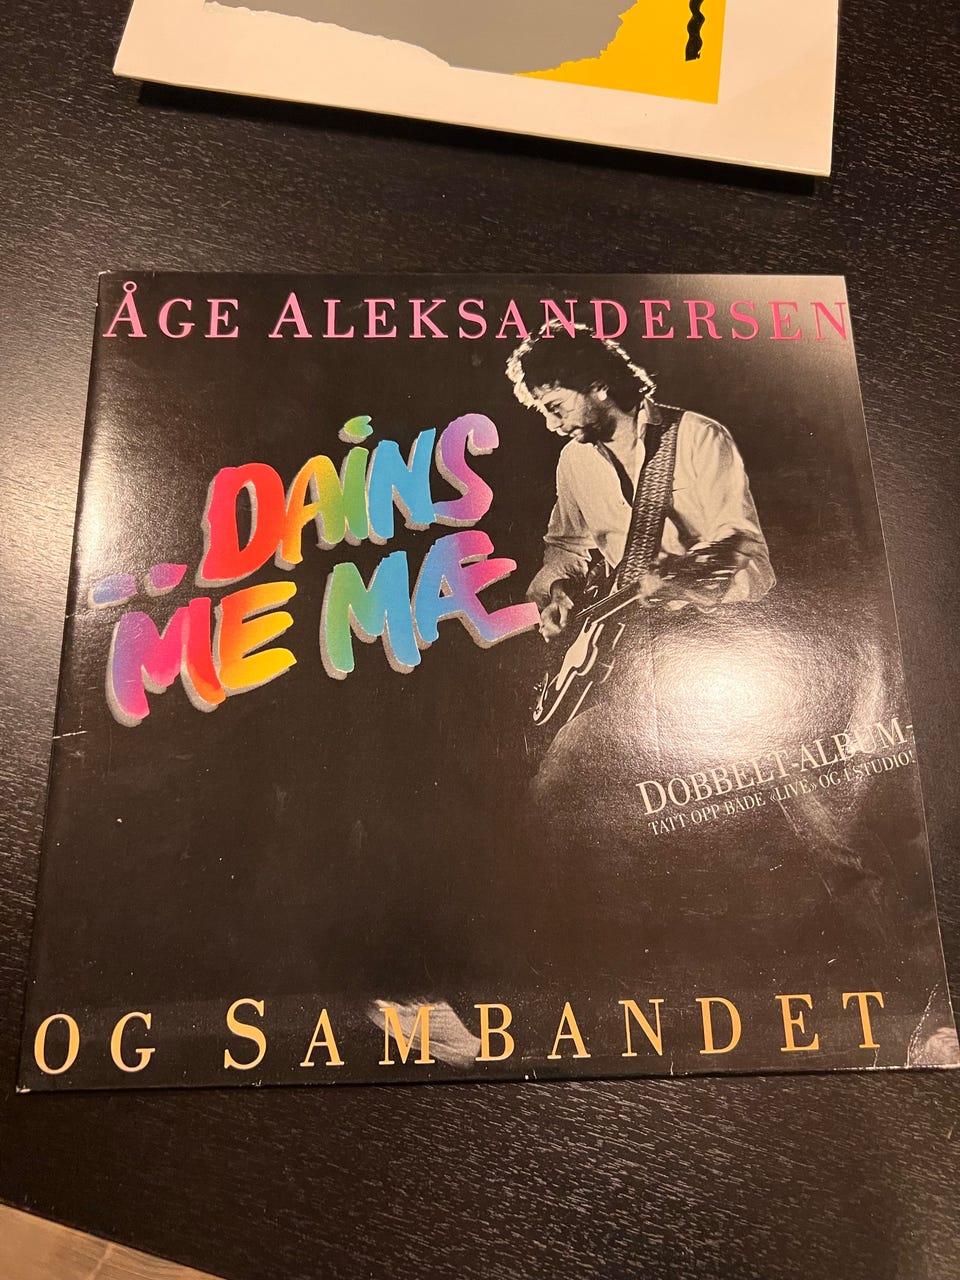 ÅGE ALEKSANDERSEN
..DAINS
ME MÆ
DOBBELT-ALBUM-
TATT OPP BÅDE «LIVE» OG I STUDIO!
OG SAMBANDET